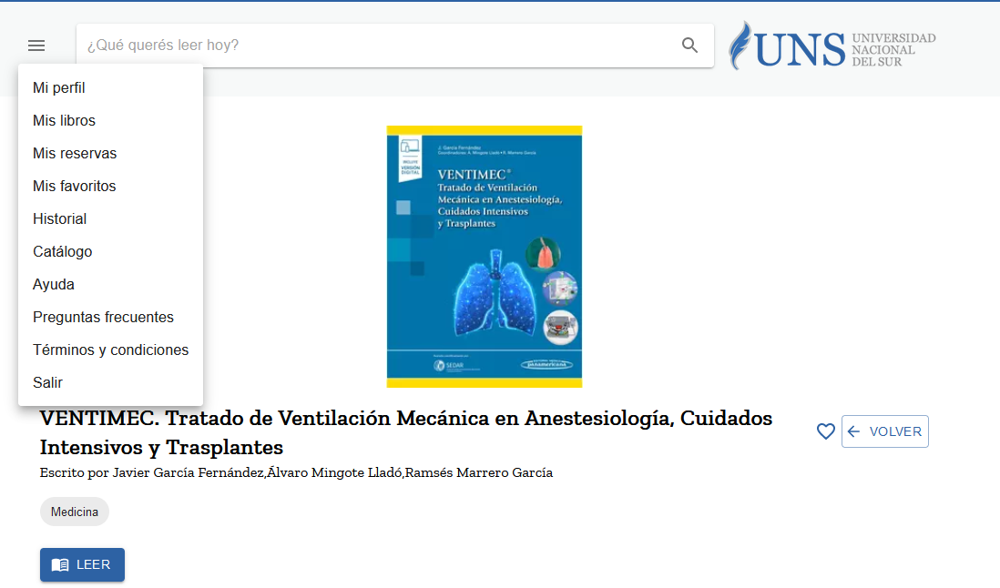 ¿Qué querés leer hoy?
UNS
UNIVERSIDAD
NACIONAL
DEL SUR
Mi perfil
Mis libros
Mis reservas
Mis favoritos
Historial
Catálogo
Ayuda
Preguntas frecuentes
Términos y condiciones
Salir
INCLUYE
VERSIÓN
DIGITAL
J. García Fernández
Coordinadores: A. Mingote Lladó • R. Marrero García
VENTIMEC®
Tratado de Ventilación
Mecánica en Anestesiología,
Cuidados Intensivos
y Trasplantes
SEDAR
panamericana
VENTIMEC. Tratado de Ventilación Mecánica en Anestesiología, Cuidados
Intensivos y Trasplantes
Escrito por Javier García Fernández,Álvaro Mingote Lladó,Ramsés Marrero García
VOLVER
Medicina
LEER